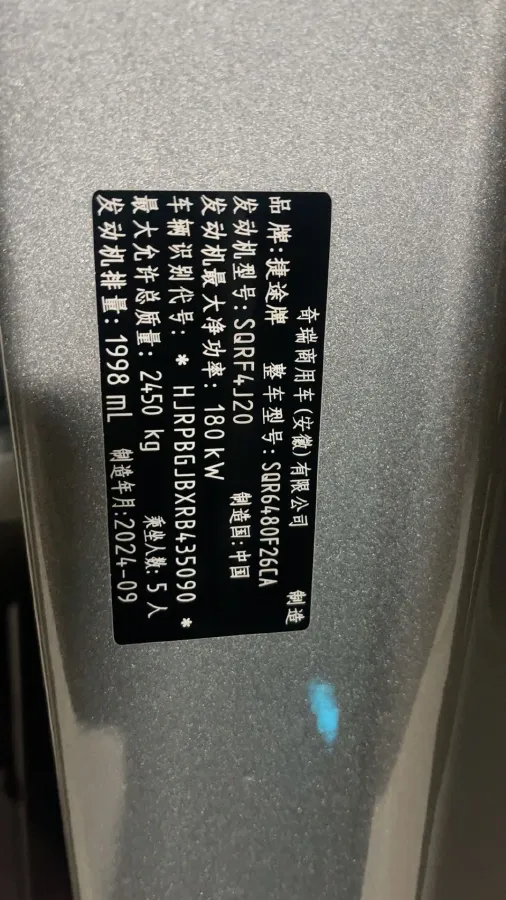 奇瑞商用车(安徽)有限公司 制造
品牌:捷途牌 整车型号:SQR6480F26CA
发动机型号:SQRF4J20 制造国:中国
发动机最大净功率: 180kW
车辆识别代号: * HJRPBGJBXRB435090 *
最大允许总质量: 2450 kg 乘坐人数: 5 人
发动机排量: 1998 mL 制造年月:2024-09